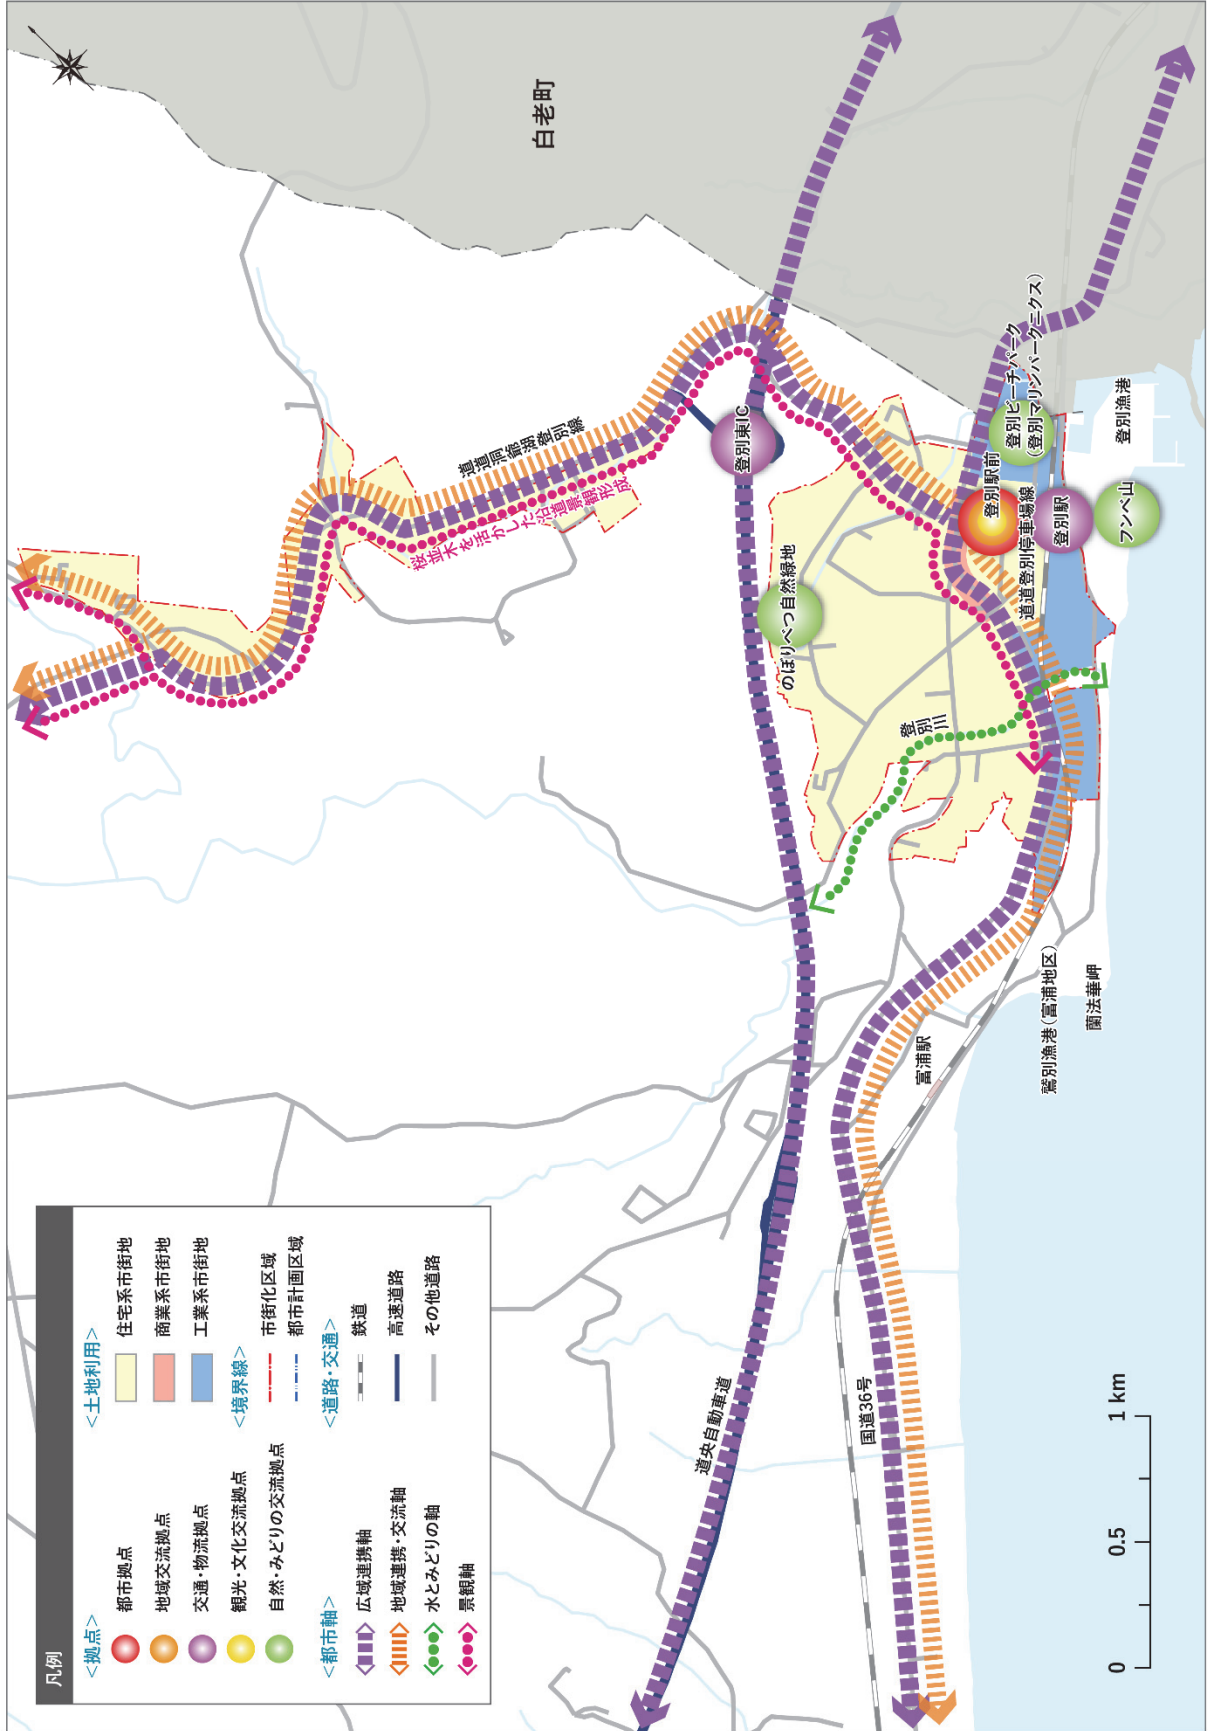 凡例
<拠点>
都市拠点
地域交流拠点
交通・物流拠点
観光・文化交流拠点
自然・みどりの交流拠点
<都市軸>
広域連携軸
地域連携・交流軸
水とみどりの軸
景観軸
<土地利用>
住宅系市街地
商業系市街地
工業系市街地
<境界線>
市街化区域
都市計画区域
<道路・交通>
鉄道
高速道路
その他道路
白老町
道道洞爺湖登別線
桜並木を活かした沿道景観形成
登別東IC
のぼりべつ自然緑地
登別川
登別駅前
登別ビーチパーク
(登別マリンパークニクス)
道道登別停車場線
登別駅
フンベ山
登別漁港
道央自動車道
国道36号
富浦駅
鷲別漁港(富浦地区)
蘭法華岬
0
0.5
1 km